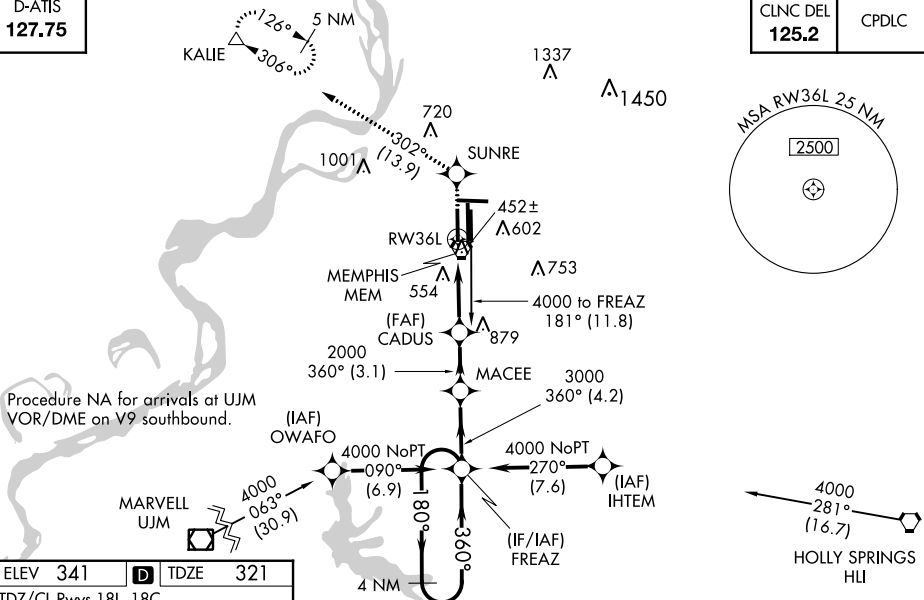 D-ATIS
127.75
CLNC DEL
125.2
CPDLC
126°
5 NM
KALIE
306°
1337
1450
MSA RW36L 25 NM
2500
720
302°
(13.9)
1001
SUNRE
452±
602
RW36L
MEMPHIS
MEM
554
753
4000 to FREAZ
181° (11.8)
(FAF)
CADUS
879
2000
360° (3.1)
MACEE
3000
360° (4.2)
Procedure NA for arrivals at UJM
VOR/DME on V9 southbound.
(IAF)
OWAFO
4000 NoPT
090°
(6.9)
4000 NoPT
270°
(7.6)
(IAF)
IHTEM
MARVELL
UJM
4000
063°
(30.9)
180°
360°
(IF/IAF)
FREAZ
4 NM
4000
281°
(16.7)
HOLLY SPRINGS
HLI
ELEV 341
D
TDZE 321
TDZ/CL Rwys 18L, 18C